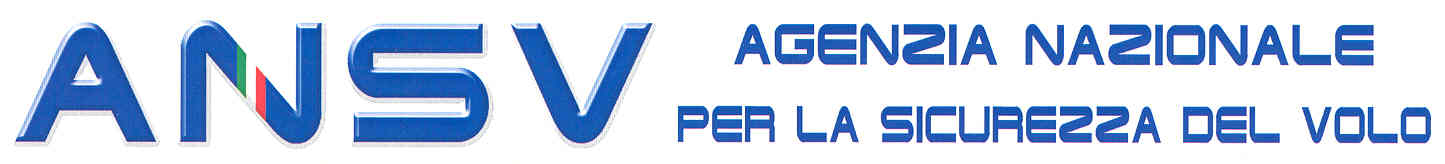 ANSV
AGENZIA NAZIONALE
PER LA SICUREZZA DEL VOLO